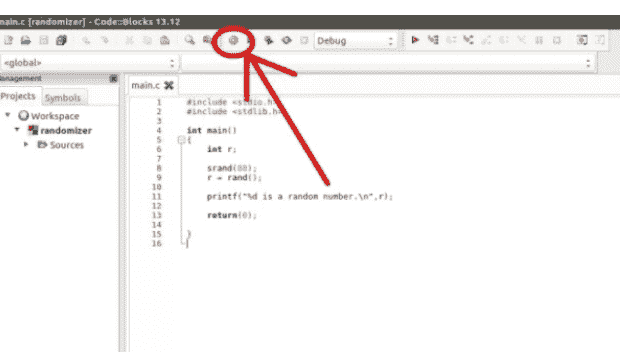 main.c [randomizer] - Code::Blocks 13.12
Debug
<global>
Management
Projects Symbols
Workspace
randomizer
Sources
main.c
1 #include <stdio.h>
2 #include <stdlib.h>
3
4 int main()
5 {
6 int r;
7
8 srand(88);
9 r = rand();
10
11 printf("%d is a random number.\n",r);
12
13 return(0);
14
15 }
16